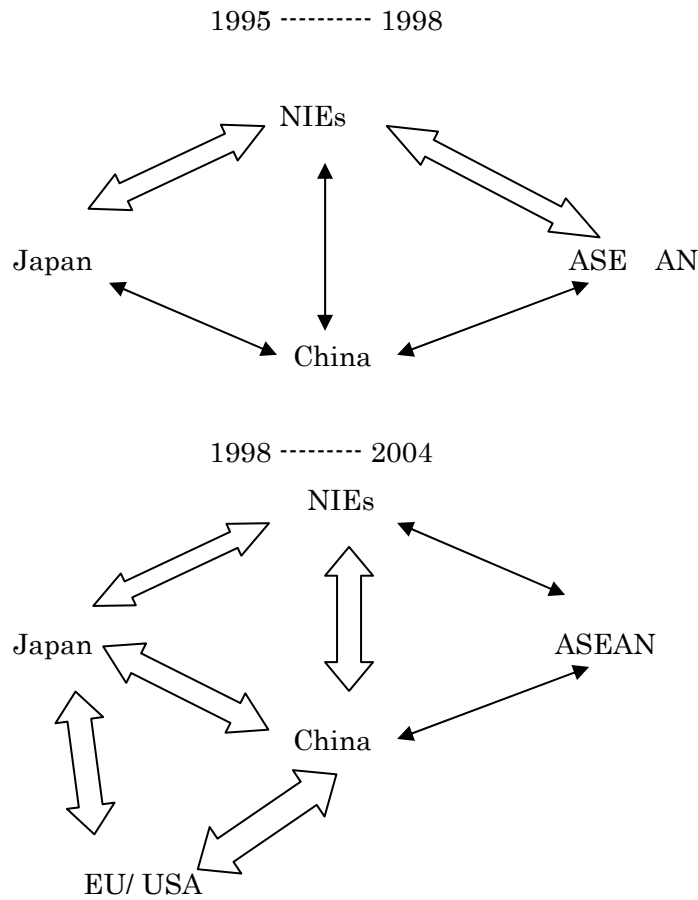 1995 ---------- 1998
NIEs
Japan
ASE AN
China
1998 --------- 2004
NIEs
Japan
ASEAN
China
EU/ USA